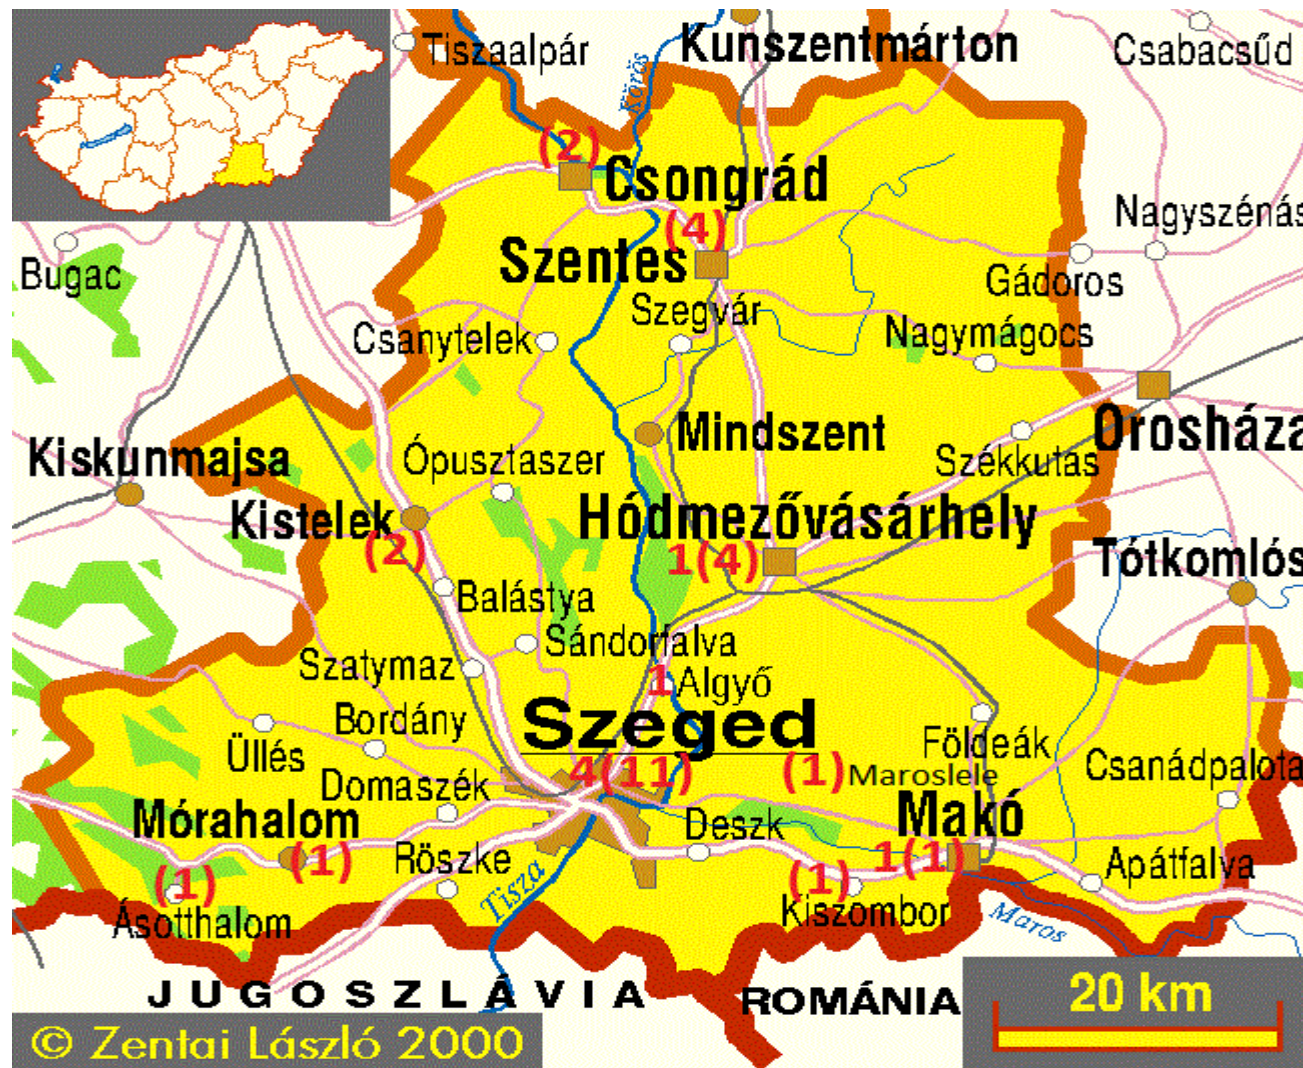 Tiszaalpár
Körös
Kunszentmárton
Csabacsűd
(2)
Csongrád
(4)
Nagyszénás
Bugac
Szentes
Gádoros
Szegvár
Csanytelek
Nagymágocs
Mindszent
Orosháza
Kiskunmajsa
Ópusztaszer
Székkutas
Kistelek
(2)
Hódmezővásárhely
1(4)
Tótkomlós
Balástya
Sándorfalva
Szatymaz
1 Algyő
Szeged
4(11)
Bordány
Üllés
Földeák
(1) Maroslele
Csanádpalota
Domaszék
Mórahalom
(1)
Makó
1(1)
Deszk
Röszke
Apátfalva
(1)
Ásotthalom
(1)
Kiszombor
Tisza
Maros
JUGOSZLÁVIA
ROMÁNIA
20 km
© Zentai László 2000